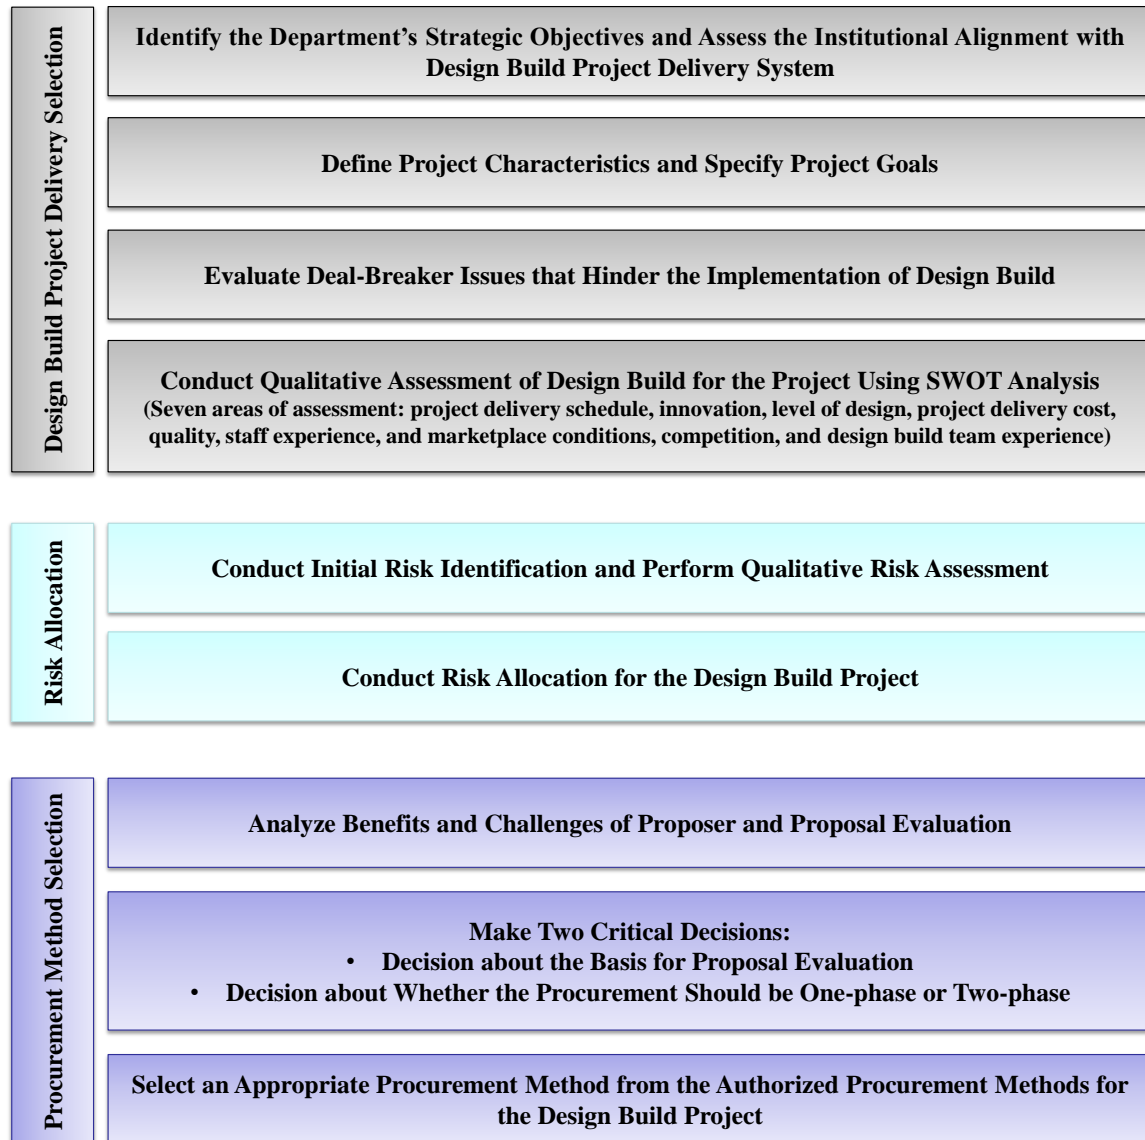 Design Build Project Delivery Selection
Identify the Department's Strategic Objectives and Assess the Institutional Alignment with
Design Build Project Delivery System
Define Project Characteristics and Specify Project Goals
Evaluate Deal-Breaker Issues that Hinder the Implementation of Design Build
Conduct Qualitative Assessment of Design Build for the Project Using SWOT Analysis
(Seven areas of assessment: project delivery schedule, innovation, level of design, project delivery cost,
quality, staff experience, and marketplace conditions, competition, and design build team experience)
Risk Allocation
Conduct Initial Risk Identification and Perform Qualitative Risk Assessment
Conduct Risk Allocation for the Design Build Project
Procurement Method Selection
Analyze Benefits and Challenges of Proposer and Proposal Evaluation
Make Two Critical Decisions:
• Decision about the Basis for Proposal Evaluation
• Decision about Whether the Procurement Should be One-phase or Two-phase
Select an Appropriate Procurement Method from the Authorized Procurement Methods for
the Design Build Project